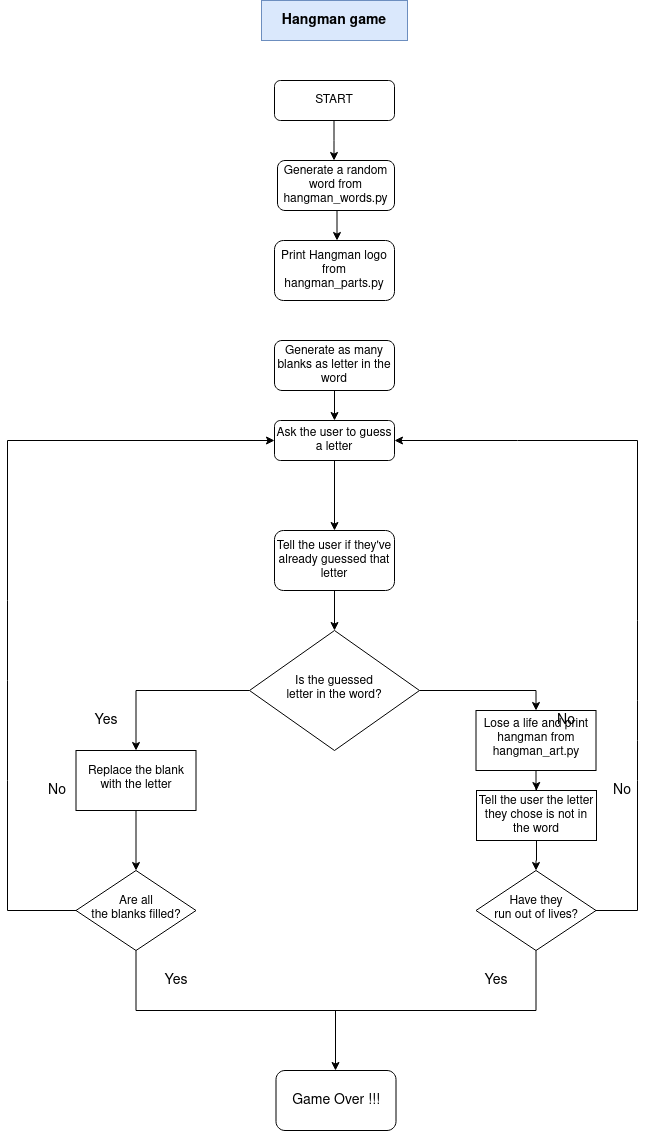 Hangman game
START
Generate a random
word from
hangman_words.py
Print Hangman logo
from
hangman_parts.py
Generate as many
blanks as letter in the
word
Ask the user to guess
a letter
Tell the user if they've
already guessed that
letter
Is the guessed
letter in the word?
Yes
No
Lose a life and print
hangman from
hangman_art.py
Replace the blank
with the letter
No
No
Tell the user the letter
they chose is not in
the word
Are all
the blanks filled?
Have they
run out of lives?
Yes
Yes
Game Over !!!